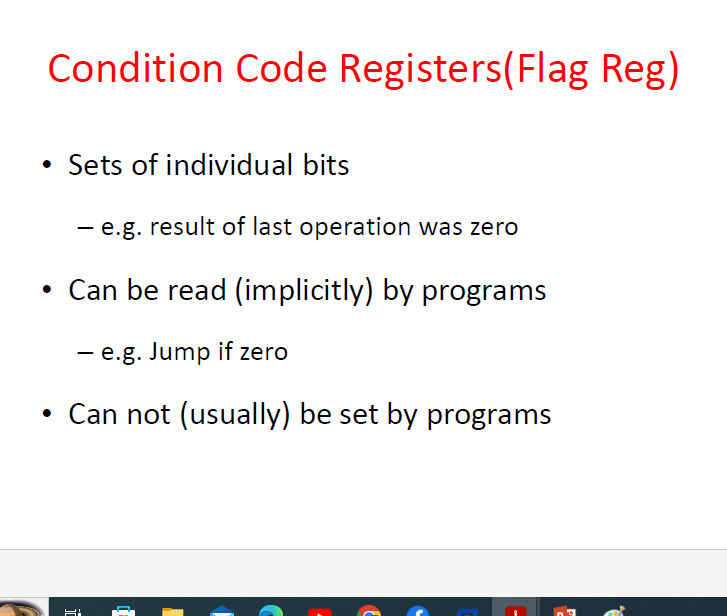 Condition Code Registers(Flag Reg)
• Sets of individual bits
– e.g. result of last operation was zero
• Can be read (implicitly) by programs
– e.g. Jump if zero
• Can not (usually) be set by programs